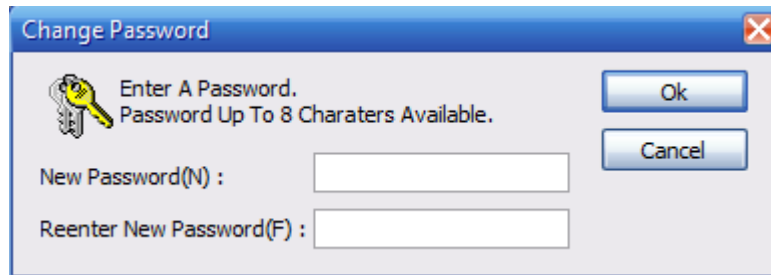 Change Password
Enter A Password.
Password Up To 8 Charaters Available.
Ok
Cancel
New Password(N) :
Reenter New Password(F) :